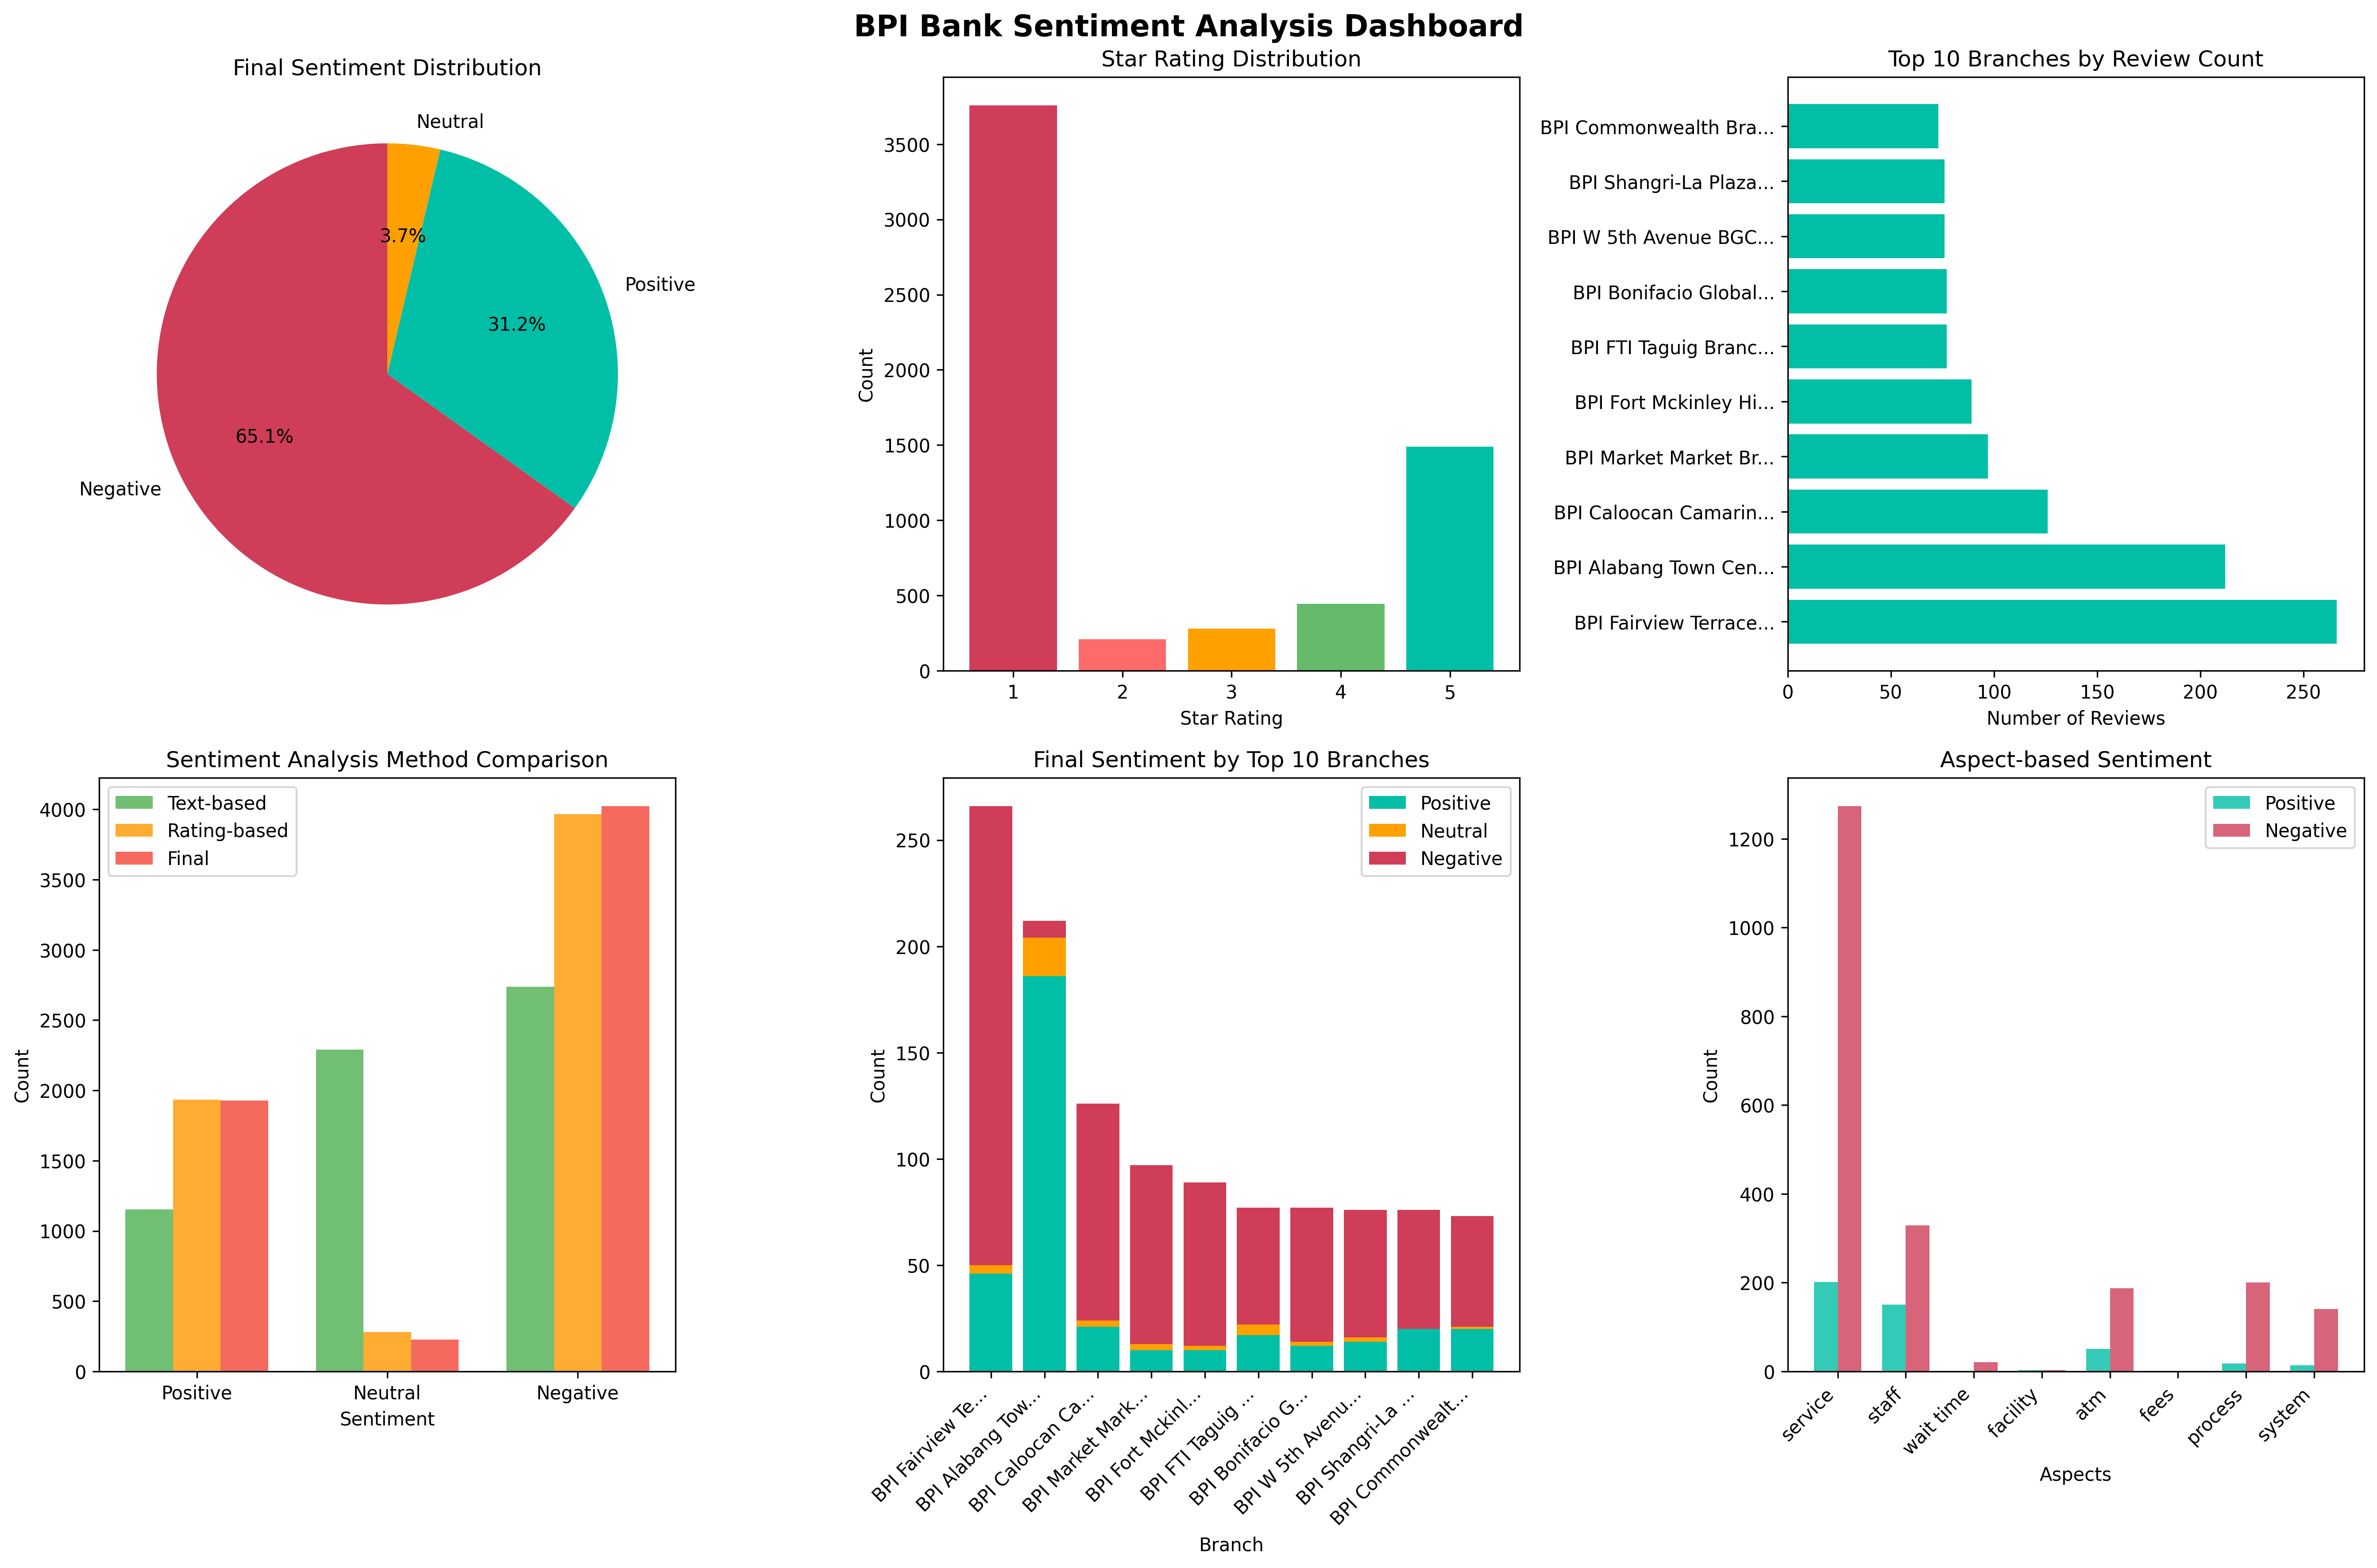 BPI Bank Sentiment Analysis Dashboard
Final Sentiment Distribution
Neutral
3.7%
Positive
31.2%
65.1%
Negative
Star Rating Distribution
Count
3500
3000
2500
2000
1500
1000
500
0
1 2 3 4 5
Star Rating
Top 10 Branches by Review Count
BPI Commonwealth Bra...
BPI Shangri-La Plaza...
BPI W 5th Avenue BGC...
BPI Bonifacio Global...
BPI FTI Taguig Branc...
BPI Fort Mckinley Hi...
BPI Market Market Br...
BPI Caloocan Camarin...
BPI Alabang Town Cen...
BPI Fairview Terrace...
0 50 100 150 200 250
Number of Reviews
Sentiment Analysis Method Comparison
Text-based
Rating-based
Final
Count
4000
3500
3000
2500
2000
1500
1000
500
0
Positive Neutral Negative
Sentiment
Final Sentiment by Top 10 Branches
Positive
Neutral
Negative
Count
250
200
150
100
50
0
BPI Fairview Te...
BPI Alabang Tow...
BPI Caloocan Ca...
BPI Market Mark...
BPI Fort Mckinl...
BPI FTI Taguig ...
BPI Bonifacio G...
BPI W 5th Avenu...
BPI Shangri-La ...
BPI Commonwealt...
Branch
Aspect-based Sentiment
Positive
Negative
Count
1200
1000
800
600
400
200
0
service
staff
wait time
facility
atm
fees
process
system
Aspects